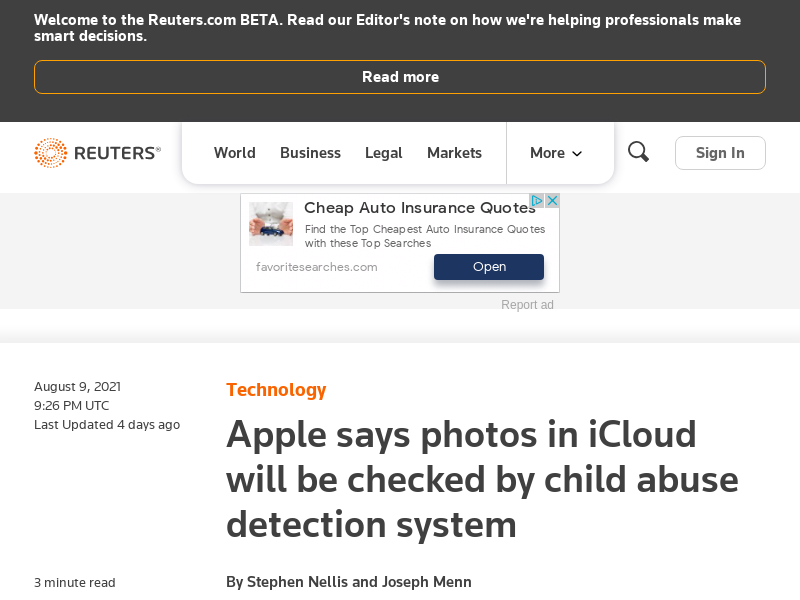 Welcome to the Reuters.com BETA. Read our Editor's note on how we're helping professionals make
smart decisions.
Read more
REUTERS®
World
Business
Legal
Markets
More
Sign In
Cheap Auto Insurance Quotes
Find the Top Cheapest Auto Insurance Quotes
with these Top Searches
favoritesearches.com
Open
Report ad
August 9, 2021
9:26 PM UTC
Last Updated 4 days ago
Technology
Apple says photos in iCloud
will be checked by child abuse
detection system
3 minute read
By Stephen Nellis and Joseph Menn